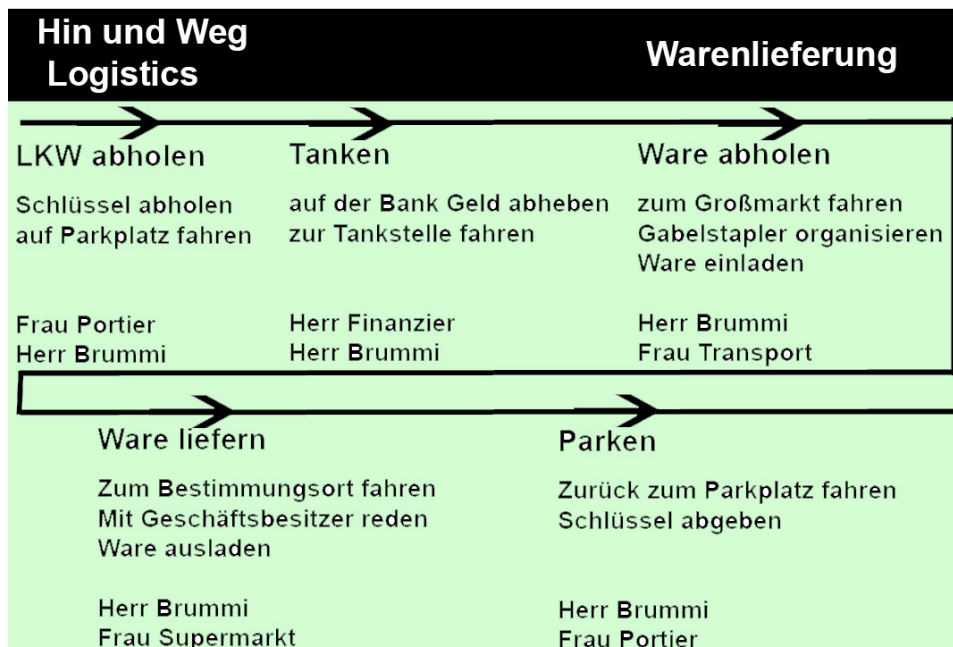 Hin und Weg
Logistics
Warenlieferung
LKW abholen
Schlüssel abholen
auf Parkplatz fahren
Frau Portier
Herr Brummi
Tanken
auf der Bank Geld abheben
zur Tankstelle fahren
Herr Finanzier
Herr Brummi
Ware abholen
zum Großmarkt fahren
Gabelstapler organisieren
Ware einladen
Herr Brummi
Frau Transport
Ware liefern
Zum Bestimmungsort fahren
Mit Geschäftsbesitzer reden
Ware ausladen
Herr Brummi
Frau Supermarkt
Parken
Zurück zum Parkplatz fahren
Schlüssel abgeben
Herr Brummi
Frau Portier